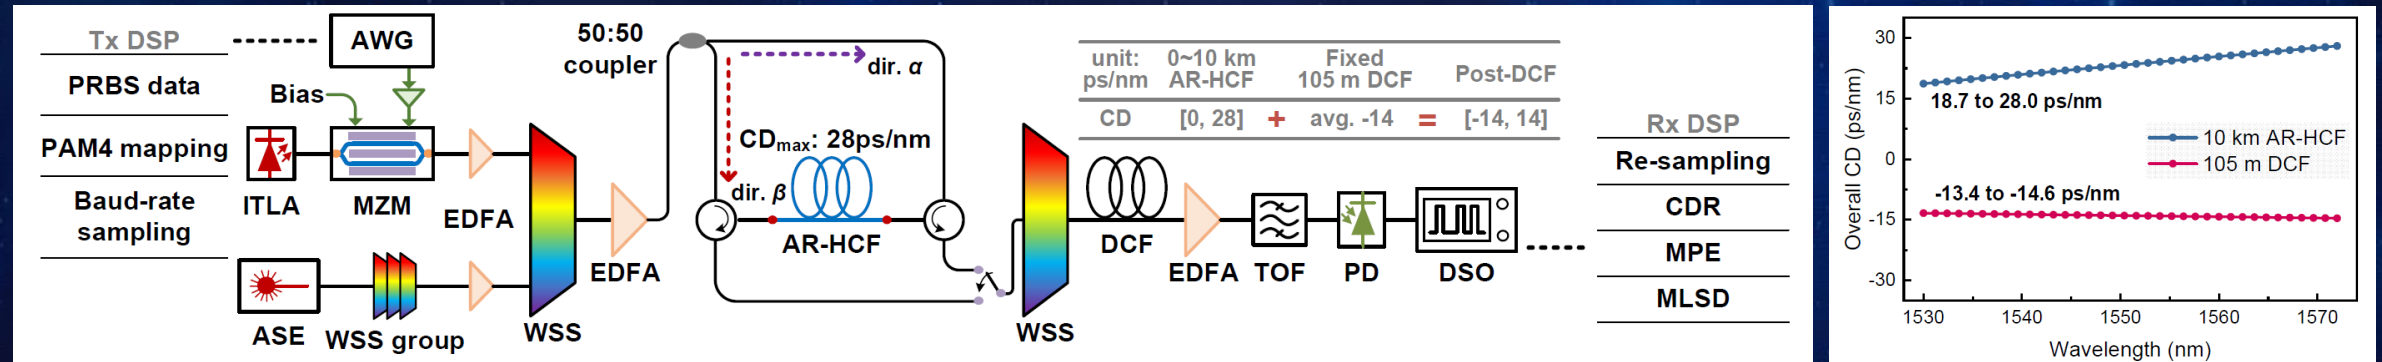 Tx DSP
PRBS data
PAM4 mapping
Baud-rate
sampling
AWG
Bias
ITLA
MZM
EDFA
ASE
WSS group
WSS
EDFA
50:50
coupler
dir. α
dir. β
CDmax: 28ps/nm
AR-HCF
WSS
unit:
ps/nm
0~10 km
AR-HCF
Fixed
105 m DCF
Post-DCF
CD [0, 28] + avg. -14 = [-14, 14]
DCF
EDFA
TOF
PD
DSO
Rx DSP
Re-sampling
CDR
MPE
MLSD
Overall CD (ps/nm)
30
15
0
-15
-30
18.7 to 28.0 ps/nm
10 km AR-HCF
105 m DCF
-13.4 to -14.6 ps/nm
1530 1540 1550 1560 1570
Wavelength (nm)